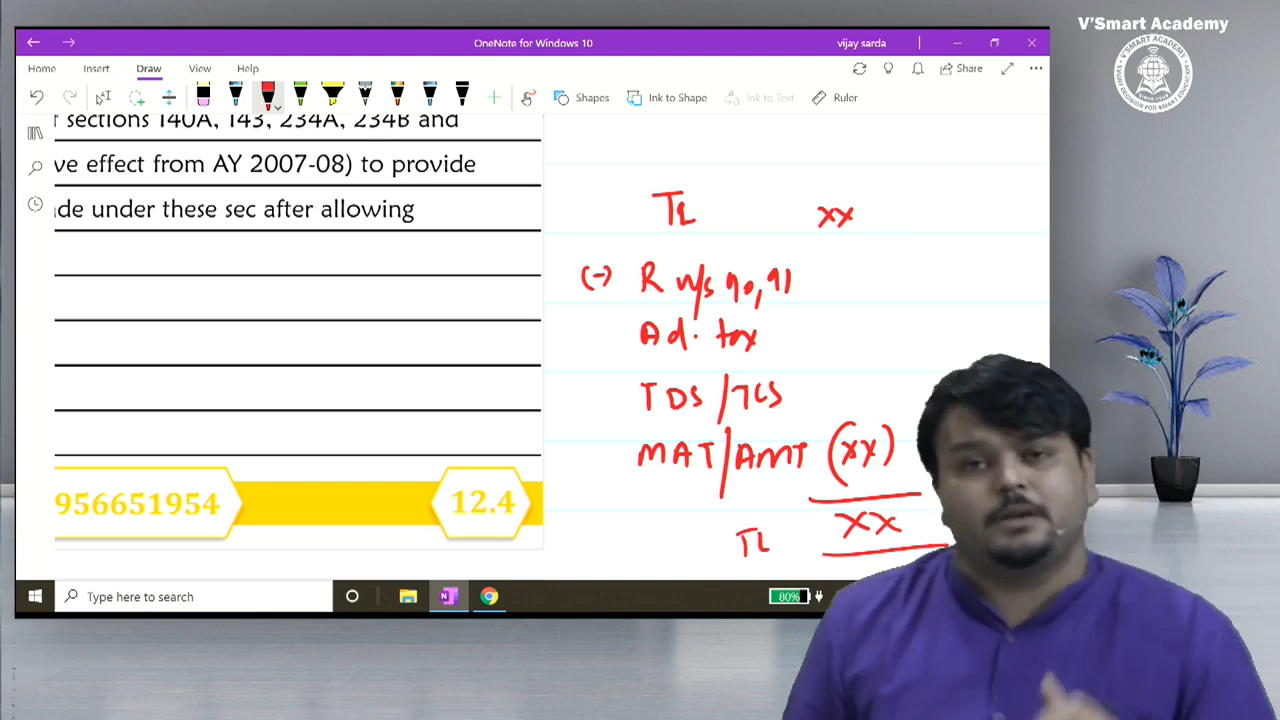 V'Smart Academy
OneNote for Windows 10
vijay sarda
Home Insert Draw View Help
Share
Shapes
Ink to Shape
Ink to Text
Ruler
sections 140A, 143, 234A, 234B and
ve effect from AY 2007-08) to provide
de under these sec after allowing
956651954
12.4
TL xx
(-) R u/s 90, 91
Ad. tax
TDS/TCS
MAT/AMT (xx)
xx
TL
Type here to search
80%